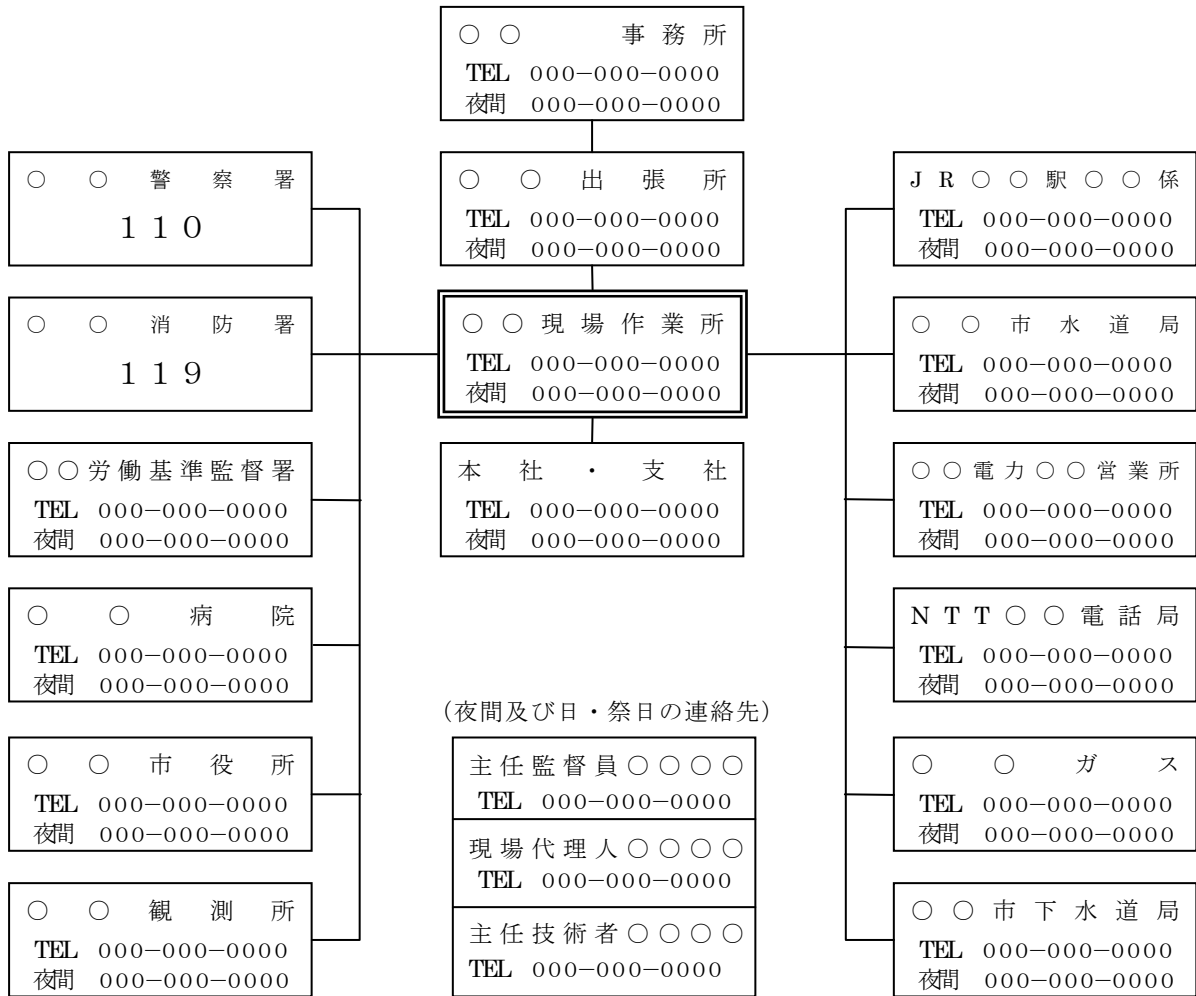 ○○ 事務所
TEL 000-000-0000
夜間 000-000-0000
○○警察署
110
○○出張所
TEL 000-000-0000
夜間 000-000-0000
JR○○駅○○係
TEL 000-000-0000
夜間 000-000-0000
○○消防署
119
○○現場作業所
TEL 000-000-0000
夜間 000-000-0000
○○市水道局
TEL 000-000-0000
夜間 000-000-0000
○○労働基準監督署
TEL 000-000-0000
夜間 000-000-0000
本社・支社
TEL 000-000-0000
夜間 000-000-0000
○○電力○○営業所
TEL 000-000-0000
夜間 000-000-0000
○○病院
TEL 000-000-0000
夜間 000-000-0000
NTT○○電話局
TEL 000-000-0000
夜間 000-000-0000
(夜間及び日・祭日の連絡先)
○○市役所
TEL 000-000-0000
夜間 000-000-0000
主任監督員○○○○
TEL 000-000-0000
現場代理人○○○○
TEL 000-000-0000
主任技術者○○○○
TEL 000-000-0000
○○ガス
TEL 000-000-0000
夜間 000-000-0000
○○観測所
TEL 000-000-0000
夜間 000-000-0000
○○市下水道局
TEL 000-000-0000
夜間 000-000-0000